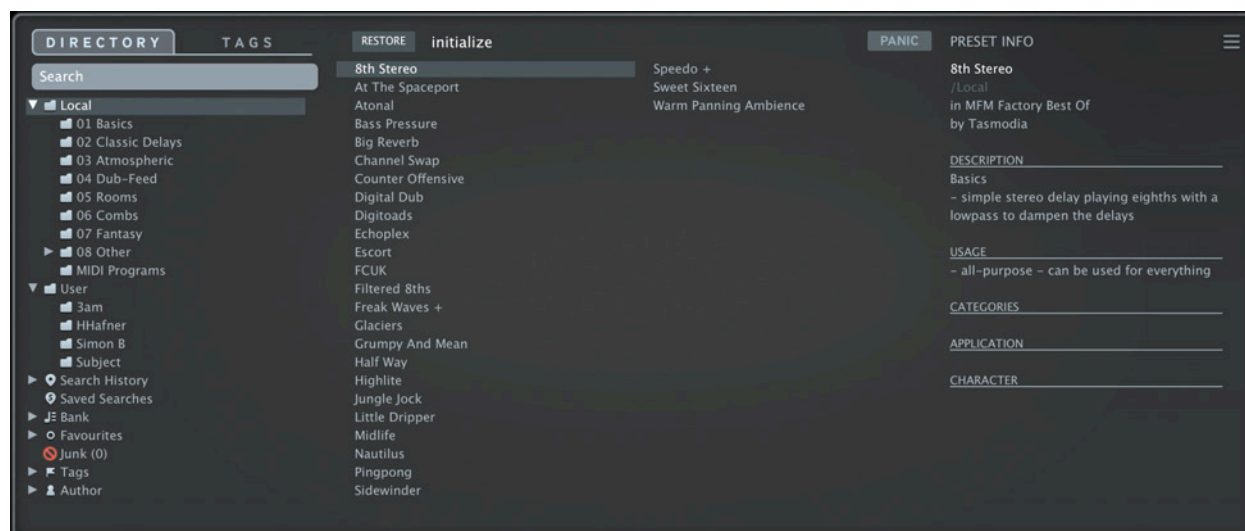 DIRECTORY
TAGS
Search
Local
01 Basics
02 Classic Delays
03 Atmospheric
04 Dub-Feed
05 Rooms
06 Combs
07 Fantasy
08 Other
MIDI Programs
User
3am
HHafner
Simon B
Subject
Search History
Saved Searches
Bank
Favourites
Junk (0)
Tags
Author
RESTORE initialize
PANIC
8th Stereo
At The Spaceport
Atonal
Bass Pressure
Big Reverb
Channel Swap
Counter Offensive
Digital Dub
Digitoads
Echoplex
Escort
FCUK
Filtered 8ths
Freak Waves +
Glaciers
Grumpy And Mean
Half Way
Highlite
Jungle Jock
Little Dripper
Midlife
Nautilus
Pingpong
Sidewinder
Speedo +
Sweet Sixteen
Warm Panning Ambience
PRESET INFO
8th Stereo
/Local
in MFM Factory Best Of
by Tasmodia
DESCRIPTION
Basics
- simple stereo delay playing eighths with a
lowpass to dampen the delays
USAGE
- all-purpose - can be used for everything
CATEGORIES
APPLICATION
CHARACTER